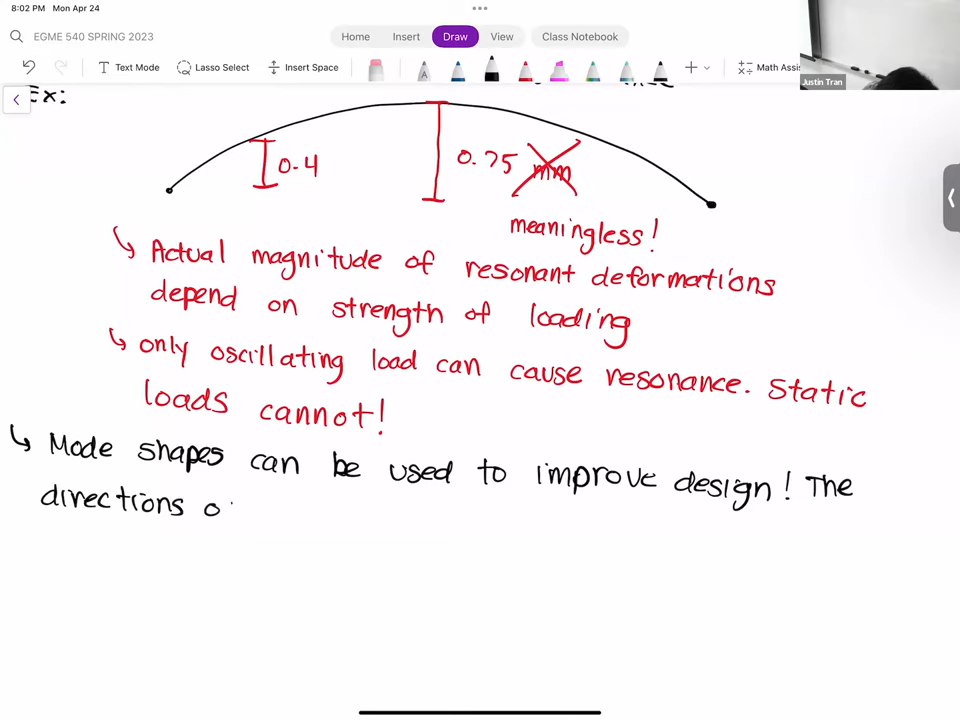 8:02 PM Mon Apr 24
EGME 540 SPRING 2023
Home Insert Draw View Class Notebook
Text Mode Lasso Select Insert Space Math Assis
Justin Tran
Ex:
0.4
0.75 mm
meaningless!
↳ Actual magnitude of resonant deformations
depend on strength of loading
↳ only oscillating load can cause resonance. Static
loads cannot!
↳ Mode shapes can be used to improve design! The
directions o